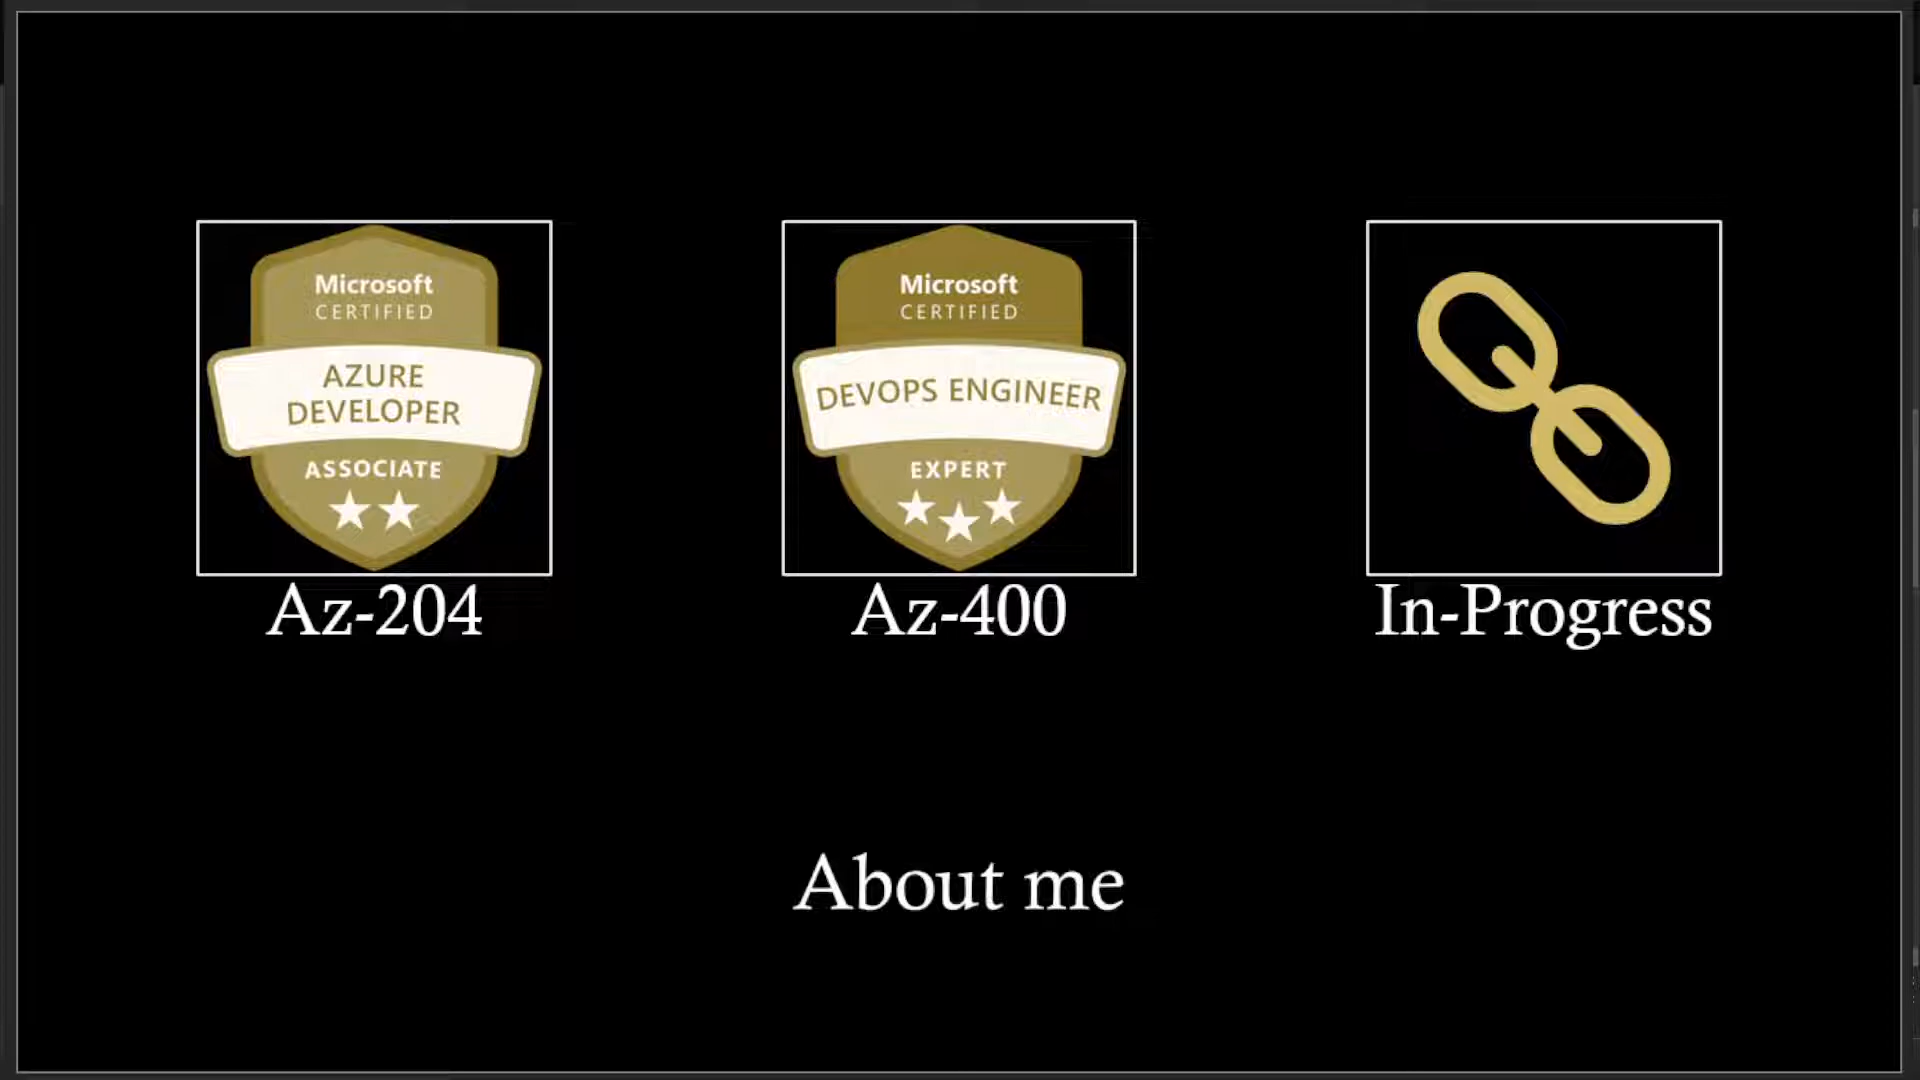 Microsoft
CERTIFIED
AZURE
DEVELOPER
ASSOCIATE
Az-204
Microsoft
CERTIFIED
DEVOPS ENGINEER
EXPERT
Az-400
In-Progress
About me